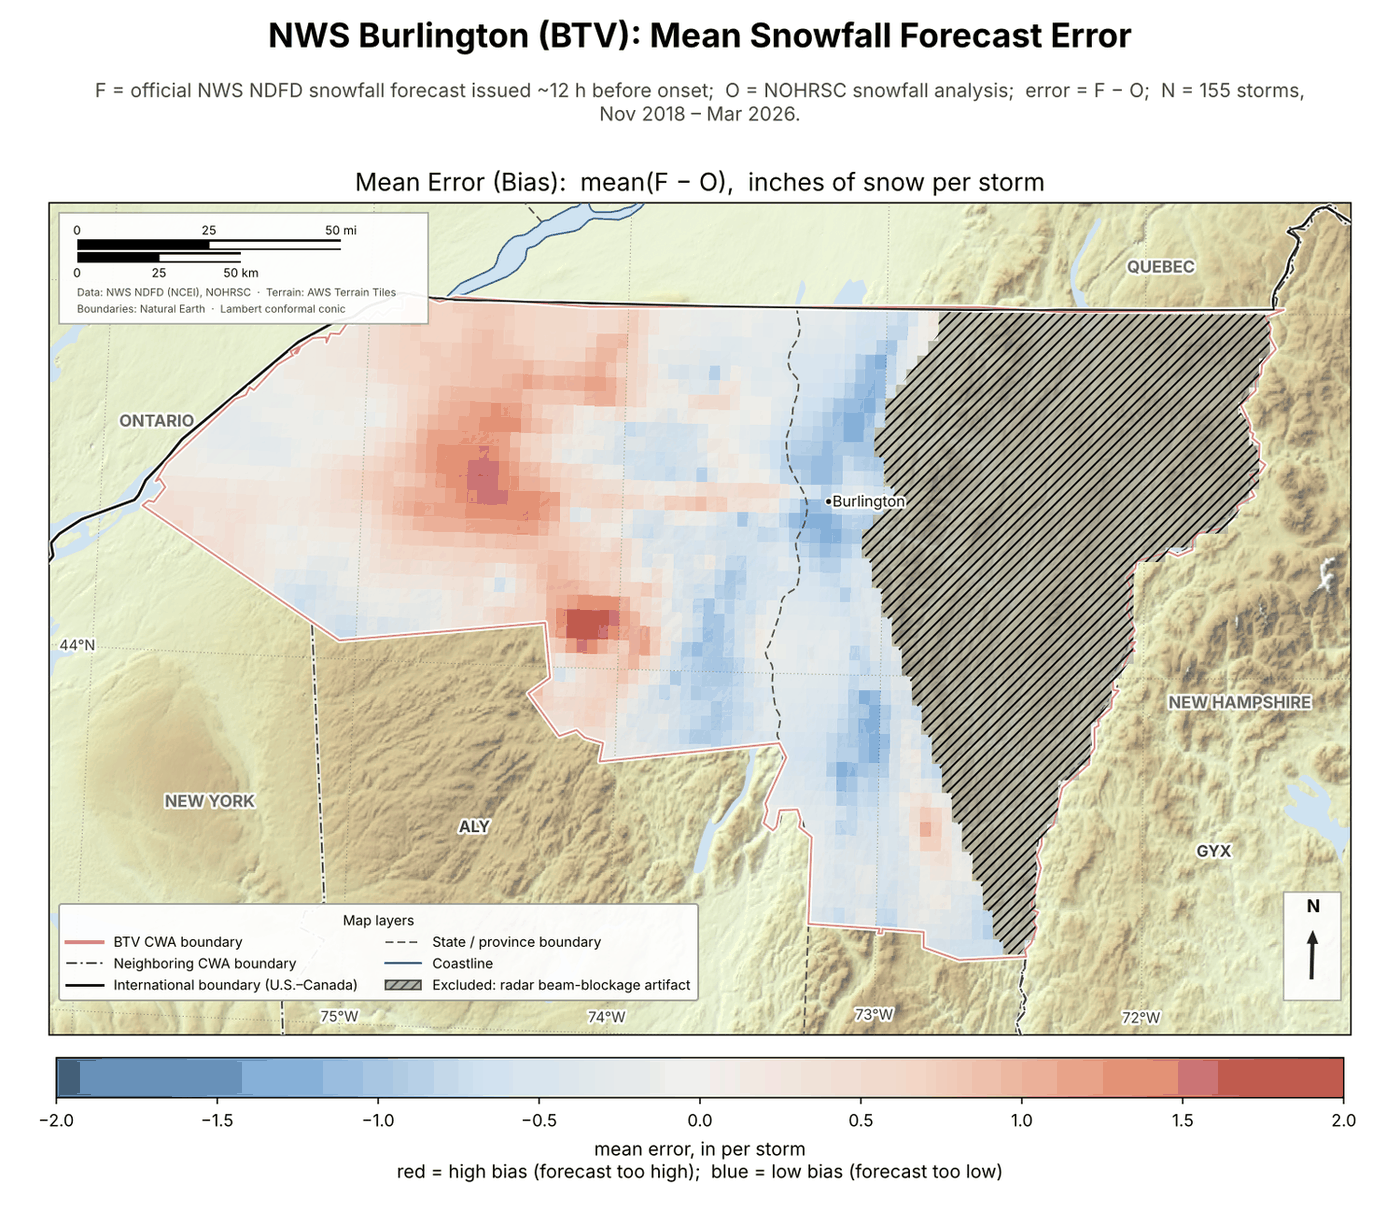 NWS Burlington (BTV): Mean Snowfall Forecast Error
F = official NWS NDFD snowfall forecast issued ~12 h before onset;  O = NOHRSC snowfall analysis;  error = F − O;  N = 155 storms,
Nov 2018 – Mar 2026.
Mean Error (Bias):  mean(F − O),  inches of snow per storm
0 25 50 mi
0 25 50 km
Data: NWS NDFD (NCEI), NOHRSC  ·  Terrain: AWS Terrain Tiles
Boundaries: Natural Earth  ·  Lambert conformal conic
QUEBEC
ONTARIO
Burlington
44°N
NEW HAMPSHIRE
NEW YORK
ALY
GYX
N
Map layers
BTV CWA boundary
Neighboring CWA boundary
International boundary (U.S.–Canada)
State / province boundary
Coastline
Excluded: radar beam-blockage artifact
75°W 74°W 73°W 72°W
−2.0 −1.5 −1.0 −0.5 0.0 0.5 1.0 1.5 2.0
mean error, in per storm
red = high bias (forecast too high);  blue = low bias (forecast too low)